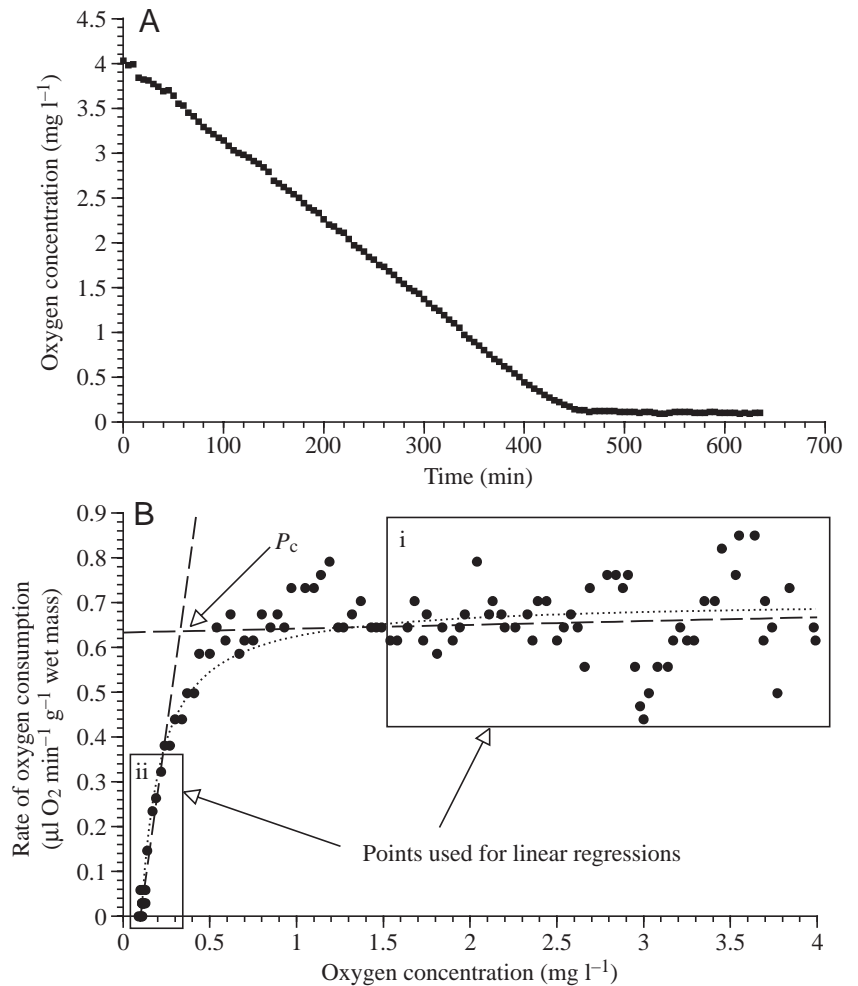 A
4.5
4
3.5
3
2.5
2
1.5
1
0.5
0
Oxygen concentration (mg l⁻¹)
0 100 200 300 400 500 600 700
Time (min)
B
0.9
0.8
0.7
0.6
0.5
0.4
0.3
0.2
0.1
0
Rate of oxygen consumption
(μl O₂ min⁻¹ g⁻¹ wet mass)
Pc
i
ii
Points used for linear regressions
0 0.5 1 1.5 2 2.5 3 3.5 4
Oxygen concentration (mg l⁻¹)